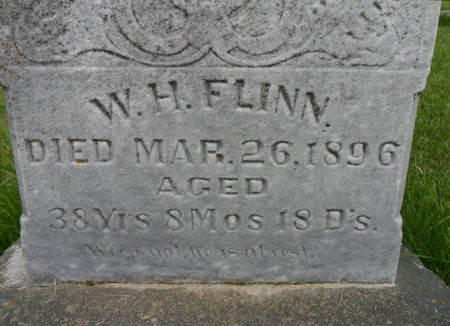 W. H. FLINN.
DIED MAR. 26, 1896
AGED
38 Yrs 8 Mos 18 D's.
Weep not, he is at rest.